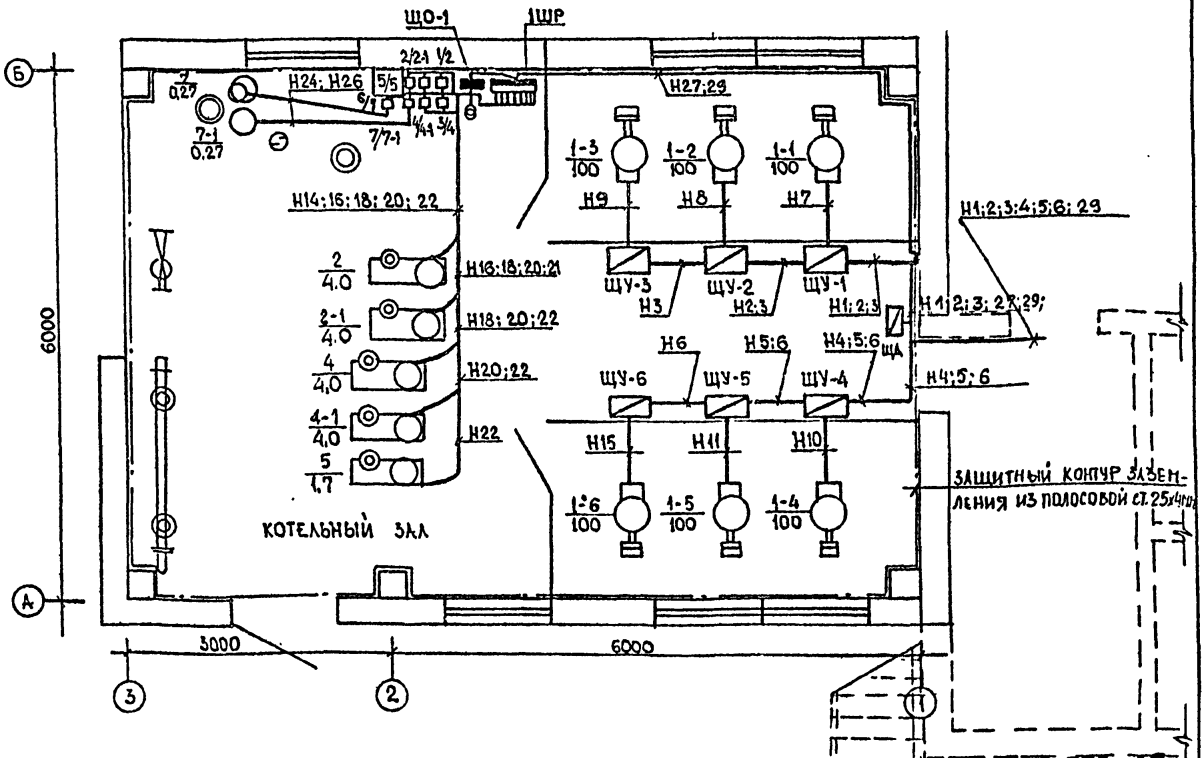 ЩО-1
1ШР
Б
7
0,27
7-1
0,27
Н24; Н26
5/5
2/2-1
1/2
7/7-1
4/4-1
3/4
Н27;29
1-3
100
1-2
100
1-1
100
Н9
Н8
Н7
Н1;2;3;4;5;6;29
Н14;16;18;20;22
2
4.0
Н16;18;20;21
ЩУ-3
ЩУ-2
ЩУ-1
Н3
Н2;3
Н1;2;3
Н1;2;3;27;29;
2-1
4.0
Н18;20;22
ЩА
6000
4
4,0
Н20;22
Н6
Н5;6
Н4;5;6
Н4;5;6
ЩУ-6
ЩУ-5
ЩУ-4
4-1
4,0
Н22
Н15
Н11
Н10
5
1,7
1-6
100
1-5
100
1-4
100
ЗАЩИТНЫЙ КОНТУР ЗАЗЕМ-
ЛЕНИЯ ИЗ ПОЛОСОВОЙ СТ. 25х4мм
КОТЕЛЬНЫЙ ЗАЛ
А
3000
6000
3
2